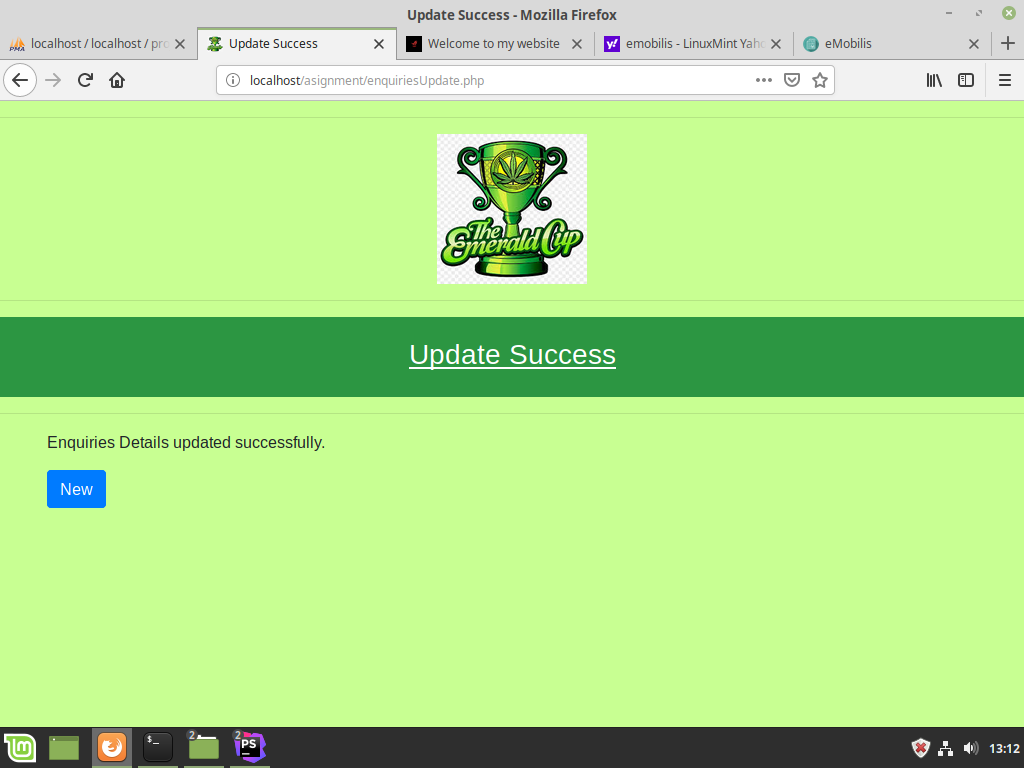 Update Success - Mozilla Firefox
localhost / localhost / pro
Update Success
Welcome to my website
emobilis - LinuxMint Yaho
eMobilis
localhost/asignment/enquiriesUpdate.php
The
Emerald Cup
Update Success
Enquiries Details updated successfully.
New
2
2
PS
13:12